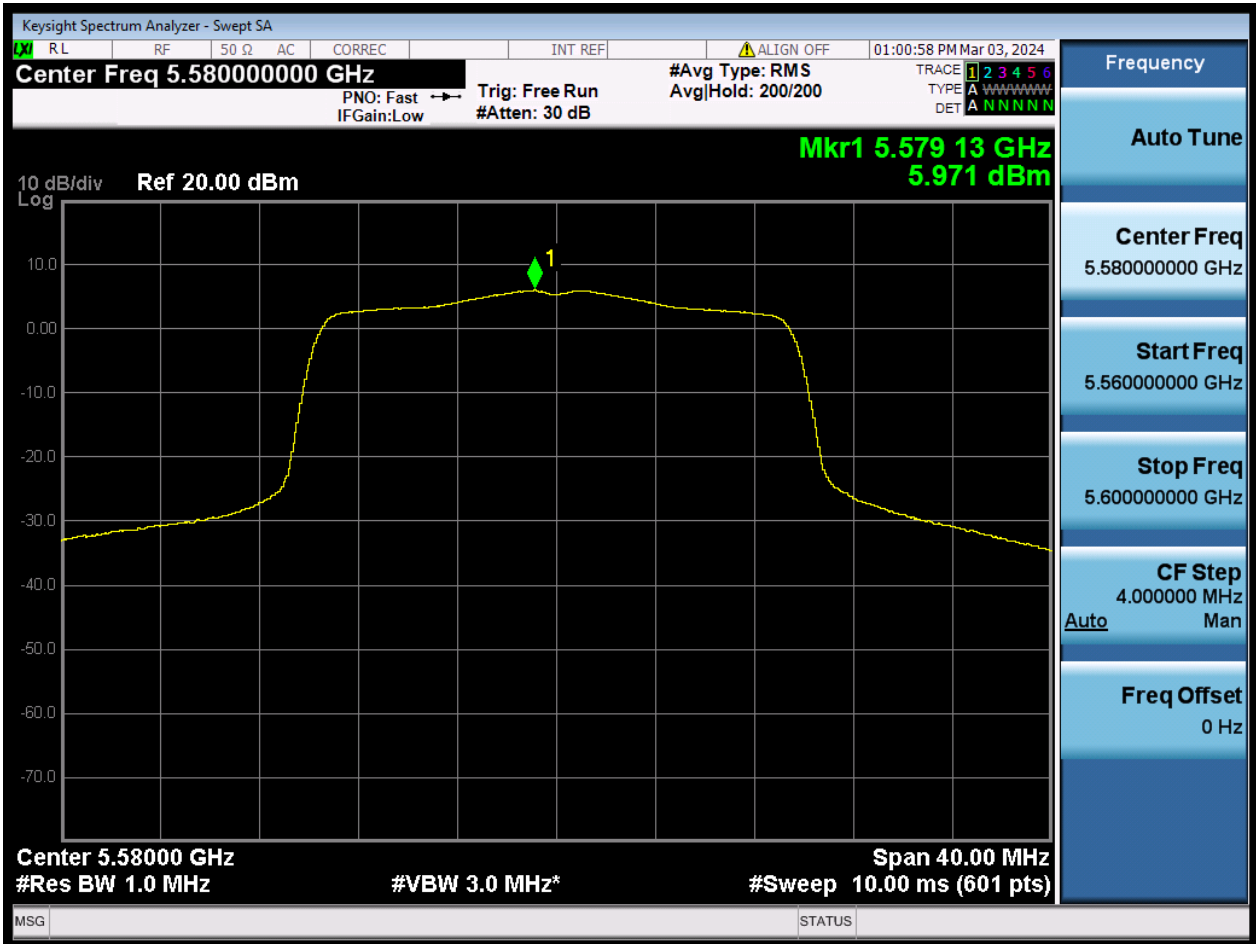 Keysight Spectrum Analyzer - Swept SA
LXI RL RF 50 Ω AC CORREC INT REF ALIGN OFF 01:00:58 PM Mar 03, 2024
Center Freq 5.580000000 GHz
PNO: Fast
IFGain:Low
Trig: Free Run
#Atten: 30 dB
#Avg Type: RMS
Avg|Hold: 200/200
TRACE 1 2 3 4 5 6
TYPE A WWWWW
DET A N N N N N
Mkr1 5.579 13 GHz
5.971 dBm
10 dB/div Ref 20.00 dBm
Log
1
10.0
0.00
-10.0
-20.0
-30.0
-40.0
-50.0
-60.0
-70.0
Center 5.58000 GHz Span 40.00 MHz
#Res BW 1.0 MHz #VBW 3.0 MHz* #Sweep 10.00 ms (601 pts)
MSG STATUS
Frequency
Auto Tune
Center Freq
5.580000000 GHz
Start Freq
5.560000000 GHz
Stop Freq
5.600000000 GHz
CF Step
4.000000 MHz
Auto Man
Freq Offset
0 Hz